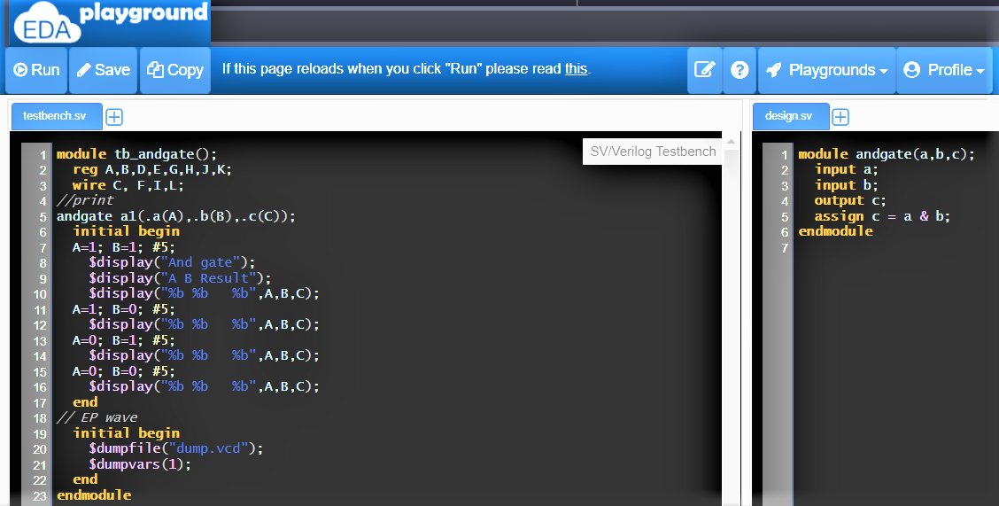 EDA playground
Run Save Copy If this page reloads when you click "Run" please read this. Playgrounds Profile
testbench.sv
SV/Verilog Testbench
1 module tb_andgate();
2 reg A,B,D,E,G,H,J,K;
3 wire C, F,I,L;
4 //print
5 andgate a1(.a(A),.b(B),.c(C));
6 initial begin
7 A=1; B=1; #5;
8 $display("And gate");
9 $display("A B Result");
10 $display("%b %b   %b",A,B,C);
11 A=1; B=0; #5;
12 $display("%b %b   %b",A,B,C);
13 A=0; B=1; #5;
14 $display("%b %b   %b",A,B,C);
15 A=0; B=0; #5;
16 $display("%b %b   %b",A,B,C);
17 end
18 // EP wave
19 initial begin
20 $dumpfile("dump.vcd");
21 $dumpvars(1);
22 end
23 endmodule
design.sv
1 module andgate(a,b,c);
2 input a;
3 input b;
4 output c;
5 assign c = a & b;
6 endmodule
7